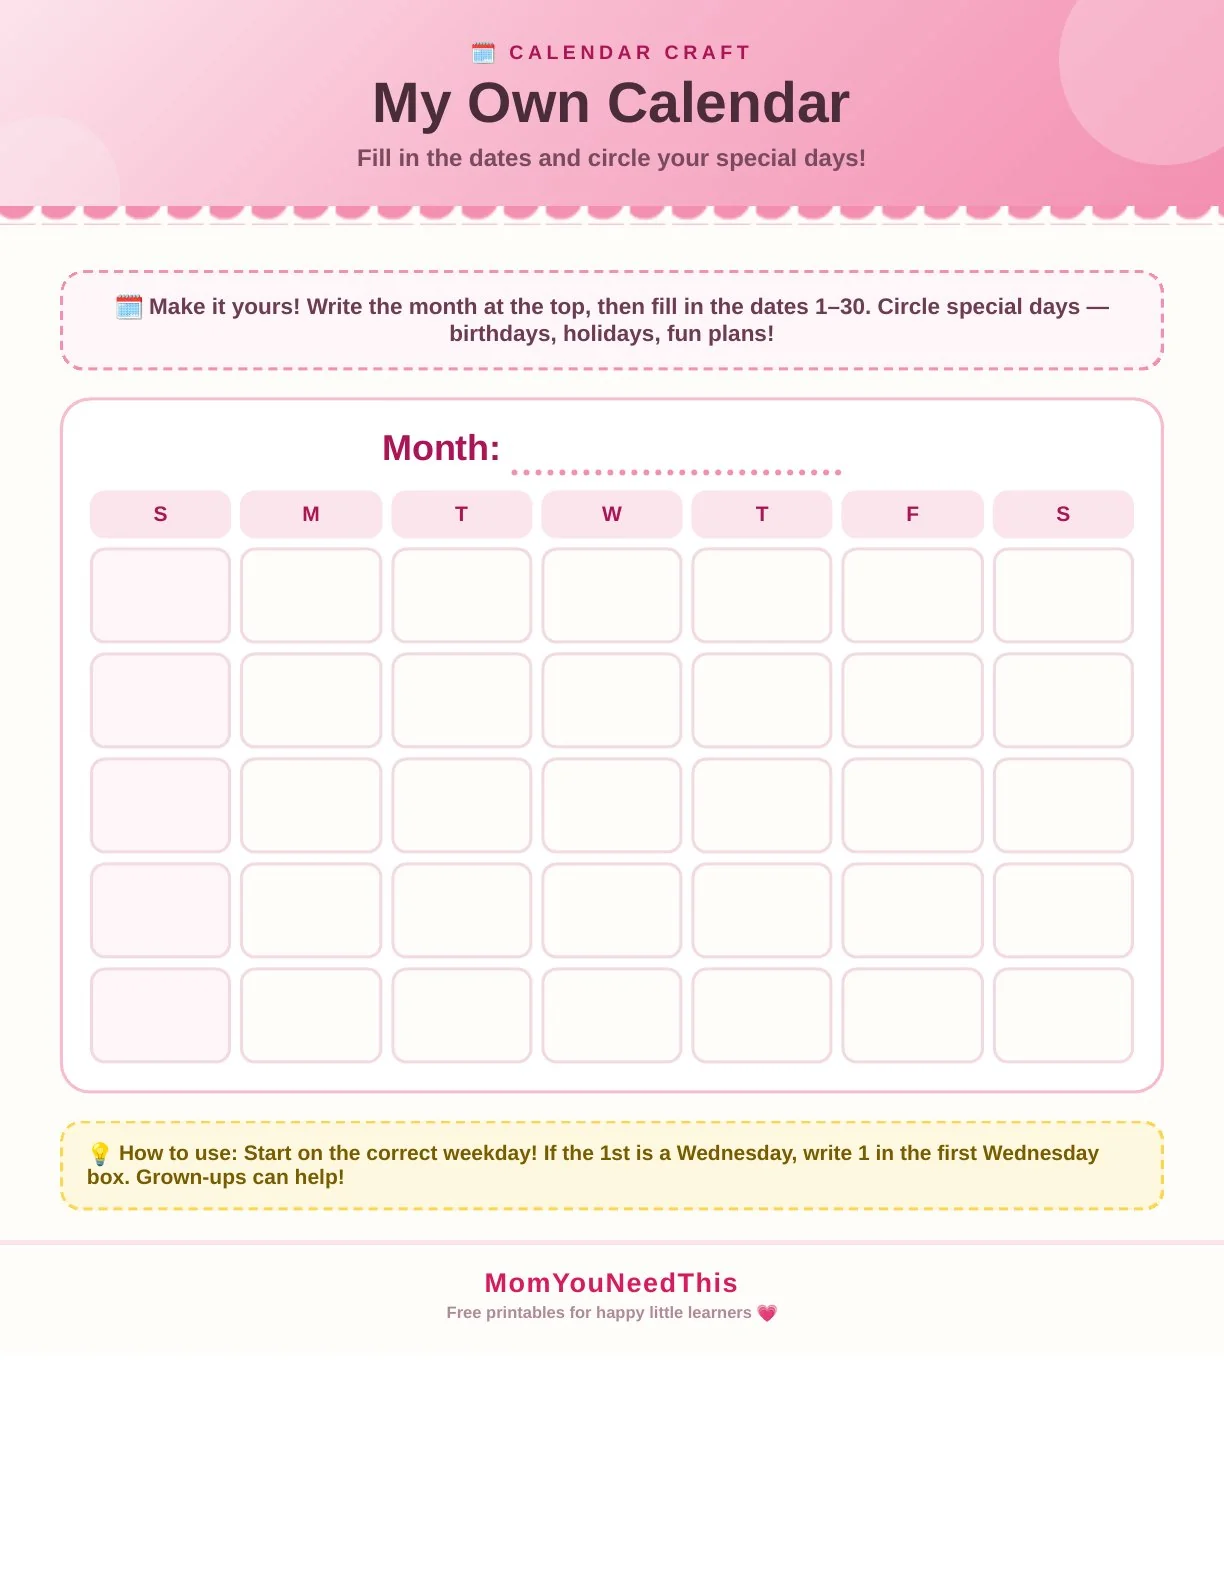 🗓️ CALENDAR CRAFT
My Own Calendar
Fill in the dates and circle your special days!
🗓️ Make it yours! Write the month at the top, then fill in the dates 1–30. Circle special days —
birthdays, holidays, fun plans!
Month:
S M T W T F S
💡 How to use: Start on the correct weekday! If the 1st is a Wednesday, write 1 in the first Wednesday
box. Grown-ups can help!
MomYouNeedThis
Free printables for happy little learners 💗